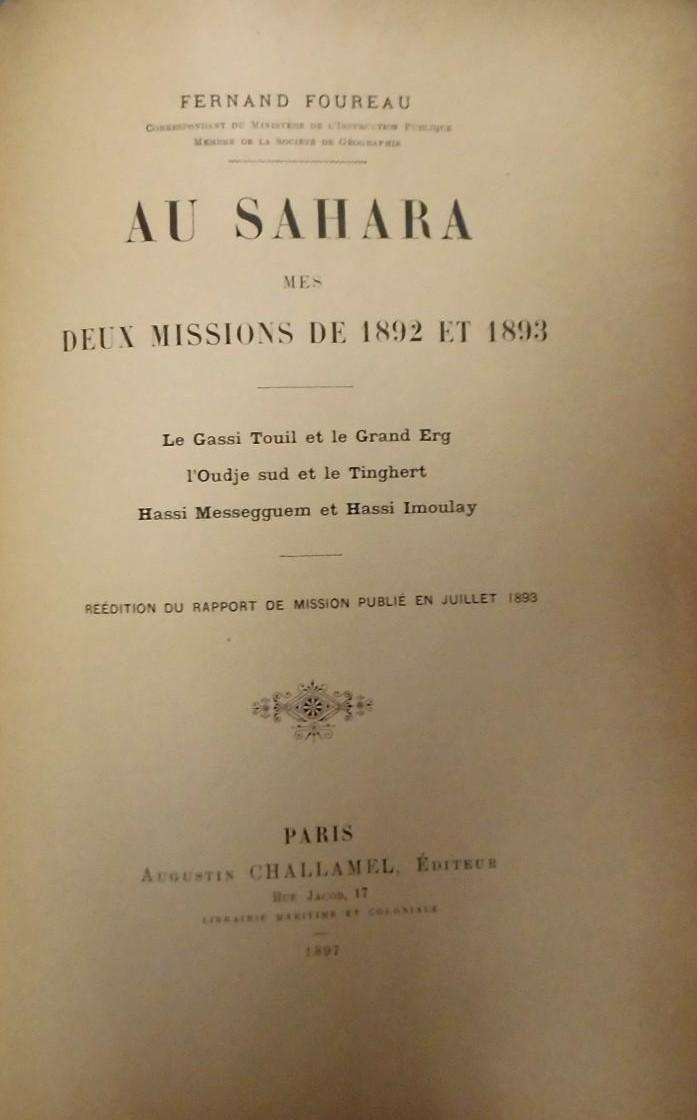 FERNAND FOUREAU
CORRESPONDANT DU MINISTÈRE DE L'INSTRUCTION PUBLIQUE
MEMBRE DE LA SOCIÉTÉ DE GÉOGRAPHIE
AU SAHARA
MES
DEUX MISSIONS DE 1892 ET 1893
Le Gassi Touil et le Grand Erg
l'Oudje sud et le Tinghert
Hassi Messegguem et Hassi Imoulay
RÉÉDITION DU RAPPORT DE MISSION PUBLIÉ EN JUILLET 1893
PARIS
AUGUSTIN CHALLAMEL, ÉDITEUR
RUE JACOB, 17
LIBRAIRIE MARITIME ET COLONIALE
1897